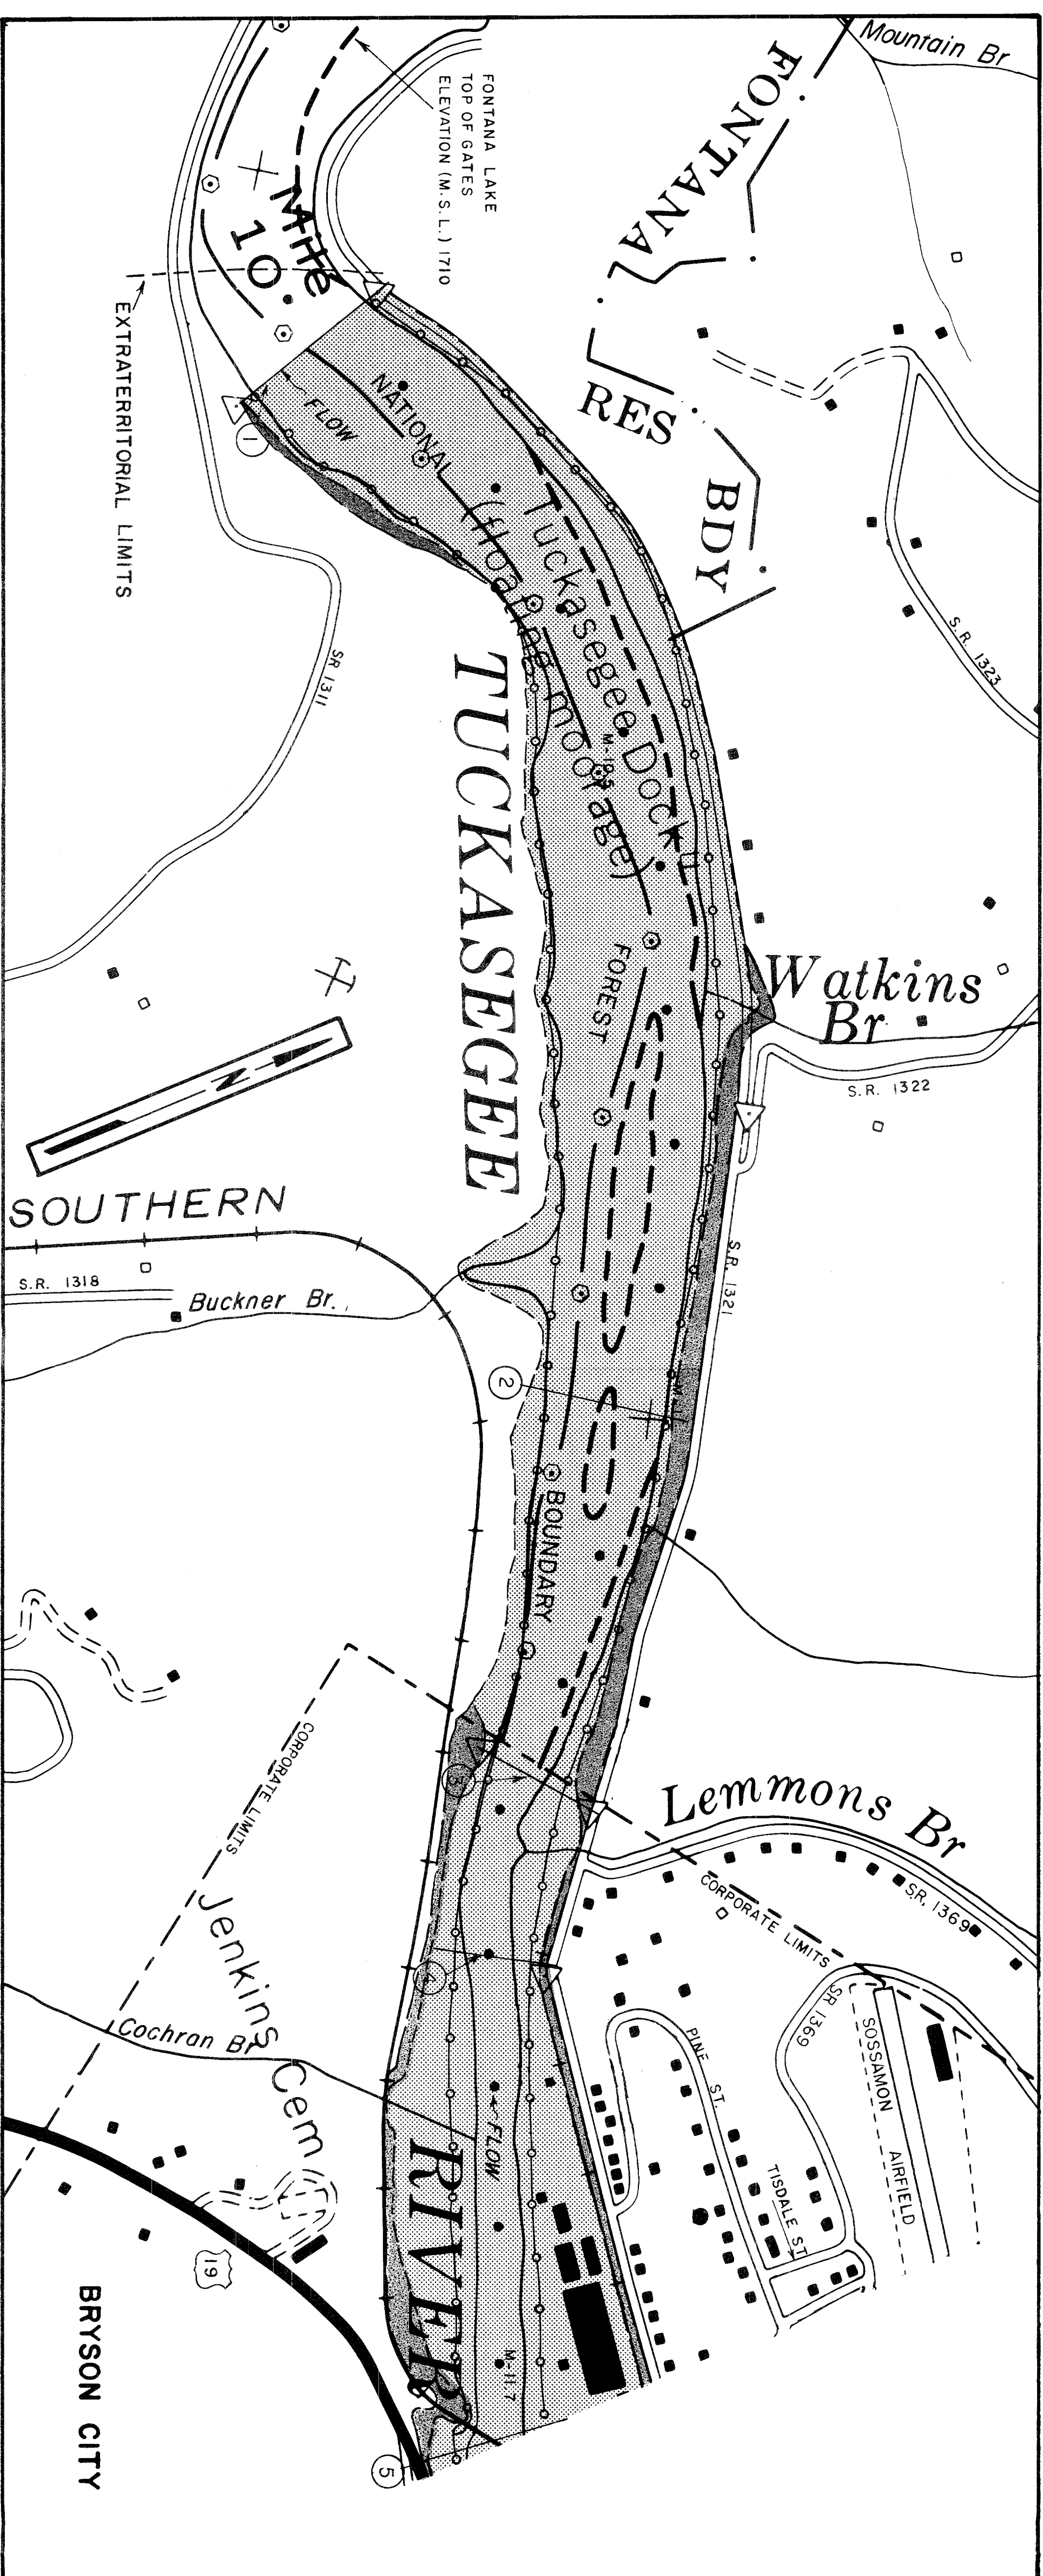 Mountain Br
FONTANA
RES
BDY
FONTANA LAKE
TOP OF GATES
ELEVATION (M.S.L.) 1710
Mile
10.
EXTRATERRITORIAL LIMITS
1
FLOW
NATIONAL
Tuckasegee Dock
(floating moorage)
S.R. 1323
SR 1311
TUCKASEGEE
FOREST
Watkins
Br
S.R. 1322
N
SOUTHERN
S.R. 1318
Buckner Br.
S.R. 1321
2
BOUNDARY
CORPORATE LIMITS
3
Lemmons Br
S.R. 1369
CORPORATE LIMITS
Jenkins Cem
Cochran Br
SR 1369
SOSSAMON AIRFIELD
PINE ST.
TISDALE ST.
FLOW
RIVER
19
M-11.7
BRYSON CITY
5